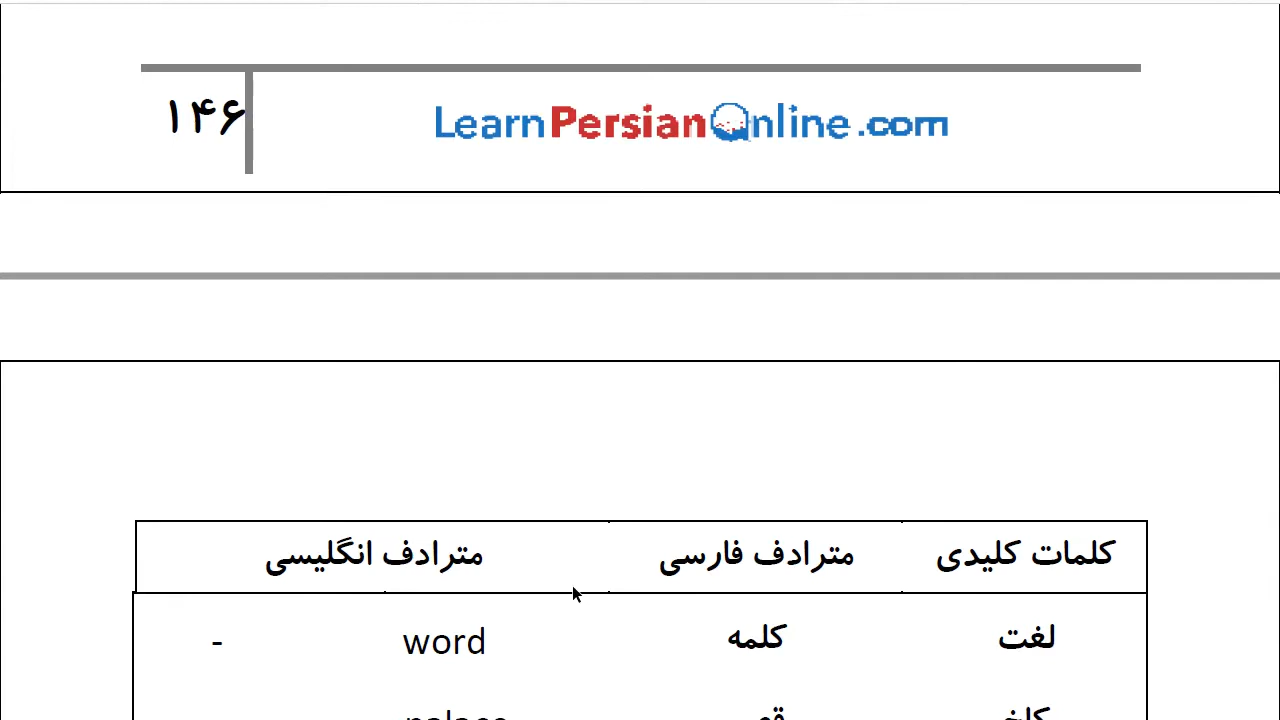 ۱۴۶ LearnPersianOnline.com
کلمات کلیدی مترادف فارسی مترادف انگلیسی
لغت کلمه word -